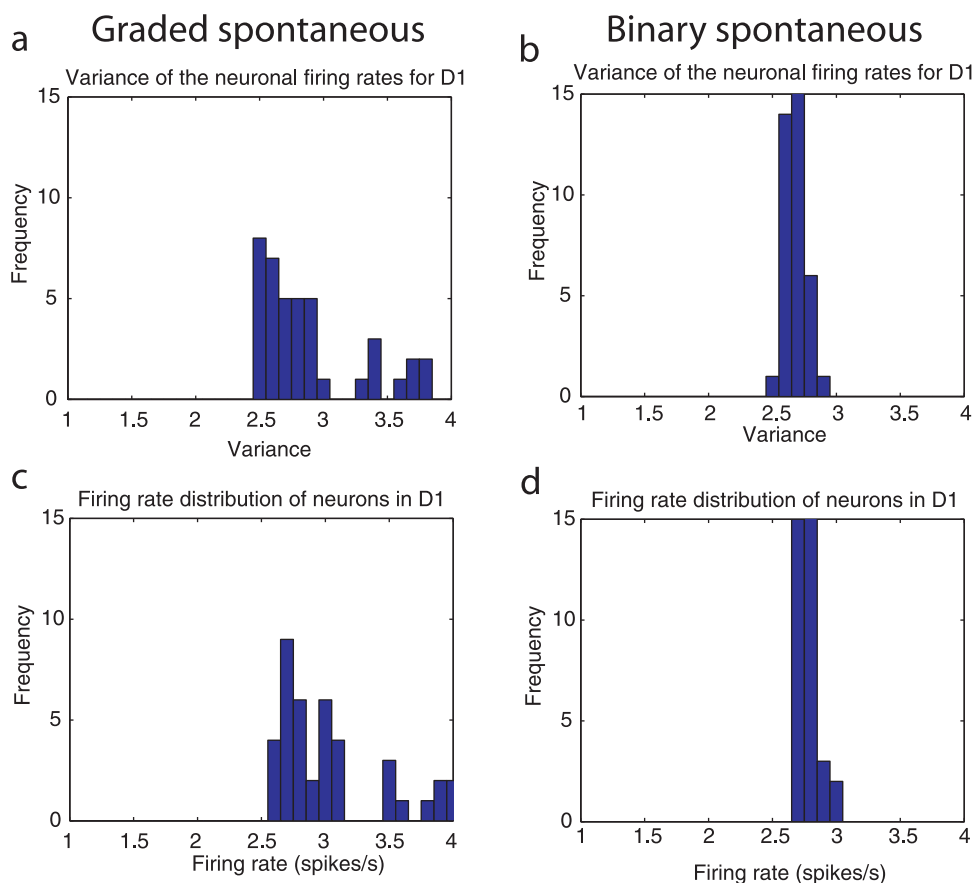 a
Graded spontaneous
Variance of the neuronal firing rates for D1
15
10
5
0
Frequency
1 1.5 2 2.5 3 3.5 4
Variance
b
Binary spontaneous
Variance of the neuronal firing rates for D1
15
10
5
0
Frequency
1 1.5 2 2.5 3 3.5 4
Variance
c
Firing rate distribution of neurons in D1
15
10
5
0
Frequency
1 1.5 2 2.5 3 3.5 4
Firing rate (spikes/s)
d
Firing rate distribution of neurons in D1
15
10
5
0
Frequency
1 1.5 2 2.5 3 3.5 4
Firing rate (spikes/s)